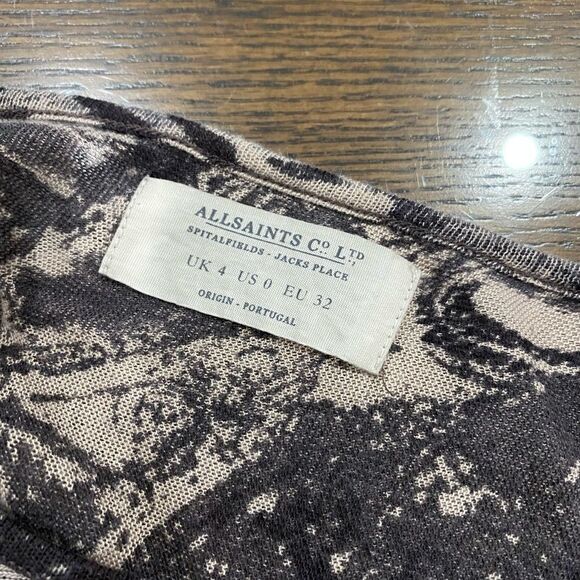 ALLSAINTS Co. LTD,
SPITALFIELDS - JACKS PLACE
UK 4 US 0 EU 32
ORIGIN - PORTUGAL